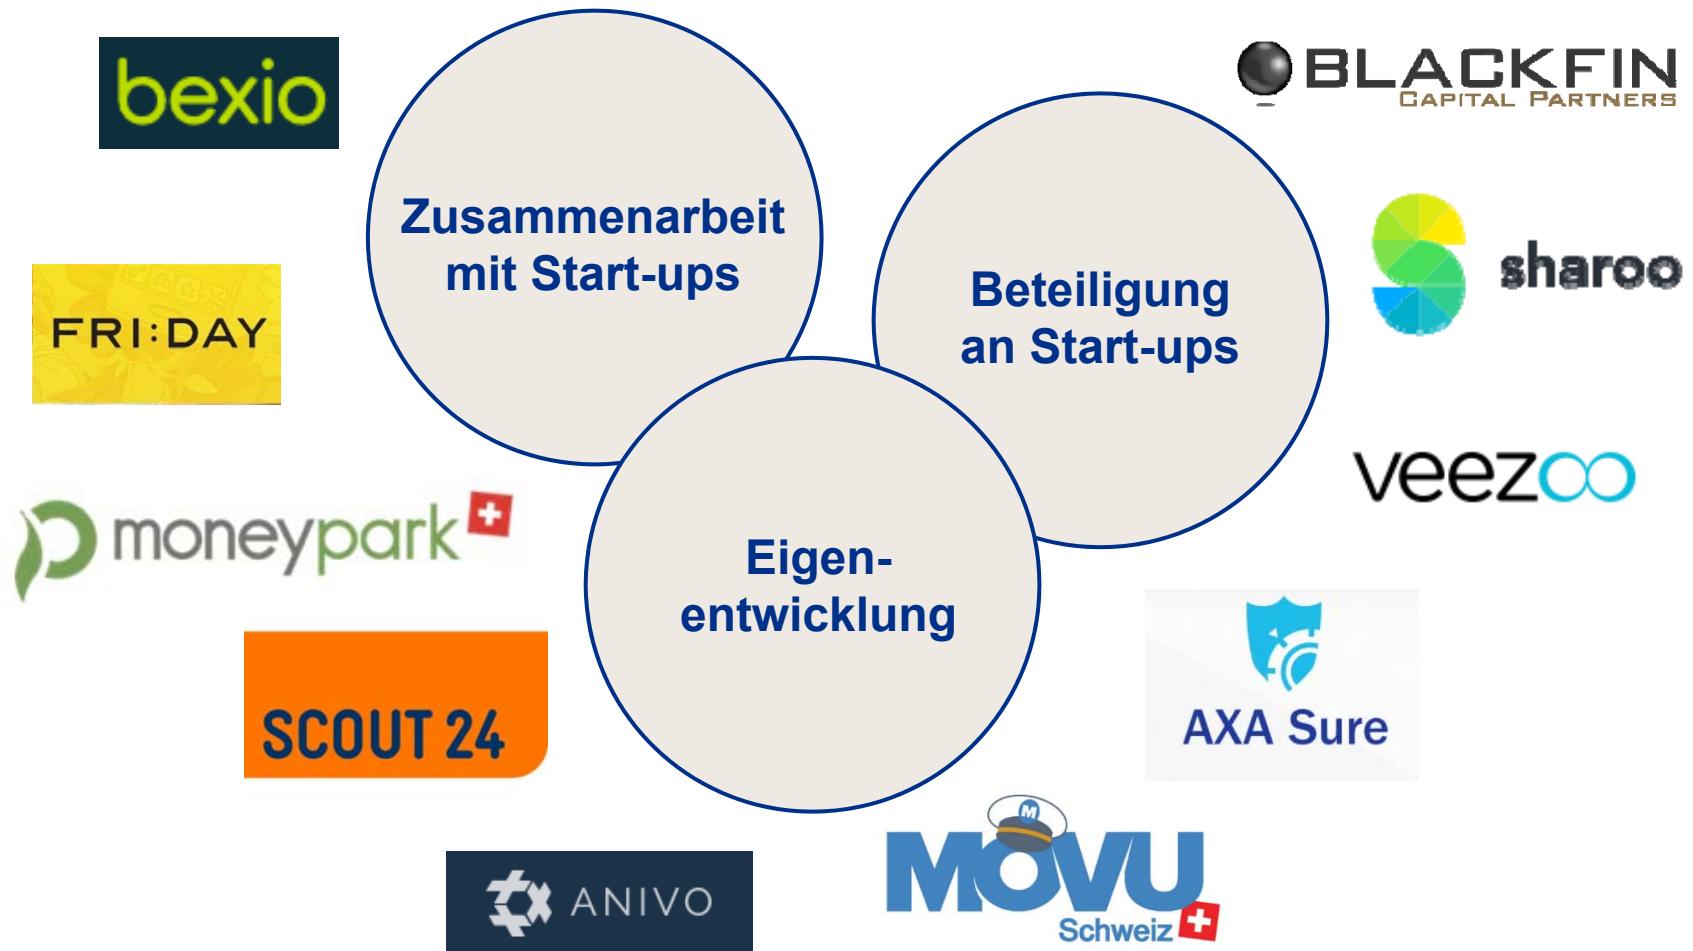 bexio
BLACKFIN
CAPITAL PARTNERS
Zusammenarbeit
mit Start-ups
sharoo
Beteiligung
an Start-ups
FRI:DAY
veezoo
moneypark
Eigen-
entwicklung
SCOUT 24
AXA Sure
M
MOVU
Schweiz
ANIVO